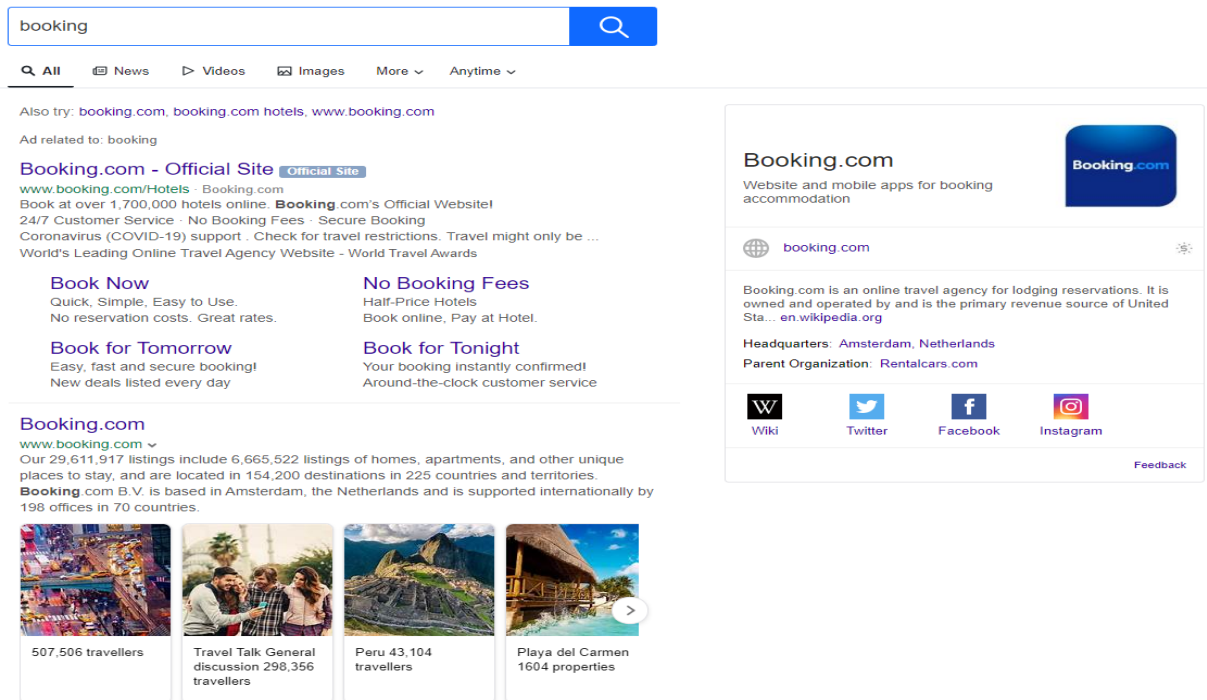 booking
All
News
Videos
Images
More
Anytime
Also try: booking.com, booking.com hotels, www.booking.com
Ad related to: booking
Booking.com - Official Site Official Site
www.booking.com/Hotels · Booking.com
Book at over 1,700,000 hotels online. Booking.com's Official Website!
24/7 Customer Service · No Booking Fees · Secure Booking
Coronavirus (COVID-19) support . Check for travel restrictions. Travel might only be ...
World's Leading Online Travel Agency Website - World Travel Awards
Book Now
Quick, Simple, Easy to Use.
No reservation costs. Great rates.
No Booking Fees
Half-Price Hotels
Book online, Pay at Hotel.
Book for Tomorrow
Easy, fast and secure booking!
New deals listed every day
Book for Tonight
Your booking instantly confirmed!
Around-the-clock customer service
Booking.com
www.booking.com
Our 29,611,917 listings include 6,665,522 listings of homes, apartments, and other unique
places to stay, and are located in 154,200 destinations in 225 countries and territories.
Booking.com B.V. is based in Amsterdam, the Netherlands and is supported internationally by
198 offices in 70 countries.
507,506 travellers
Travel Talk General
discussion 298,356
travellers
Peru 43,104
travellers
Playa del Carmen
1604 properties
Booking.com
Website and mobile apps for booking
accommodation
Booking.com
booking.com
S
Booking.com is an online travel agency for lodging reservations. It is
owned and operated by and is the primary revenue source of United
Sta... en.wikipedia.org
Headquarters: Amsterdam, Netherlands
Parent Organization: Rentalcars.com
W
Wiki
Twitter
f
Facebook
Instagram
Feedback